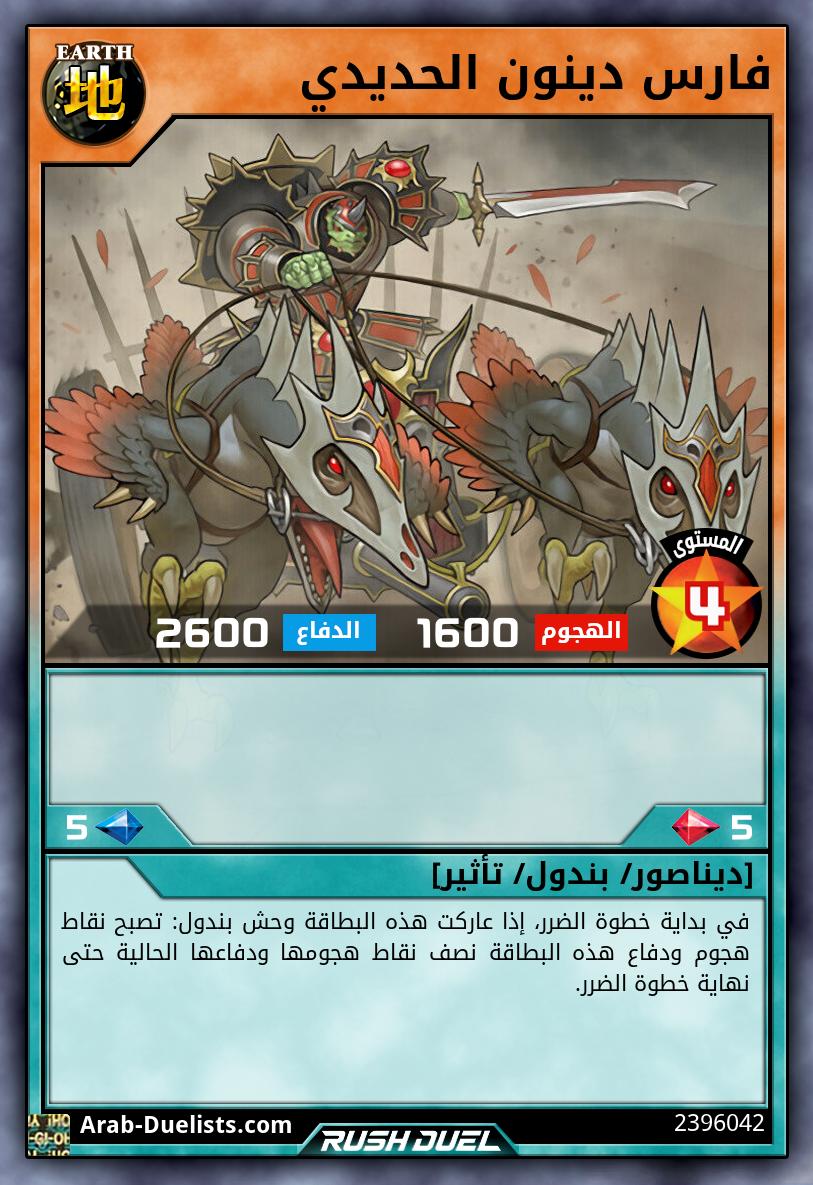 فارس دينون الحديدي
EARTH
地
المستوى
4
الهجوم 1600 الدفاع 2600
5 5
[ديناصور/ بندول/ تأثير]
في بداية خطوة الضرر، إذا عاركت هذه البطاقة وحش بندول: تصبح نقاط
هجوم ودفاع هذه البطاقة نصف نقاط هجومها ودفاعها الحالية حتى
نهاية خطوة الضرر.
Arab-Duelists.com
RUSH DUEL
2396042